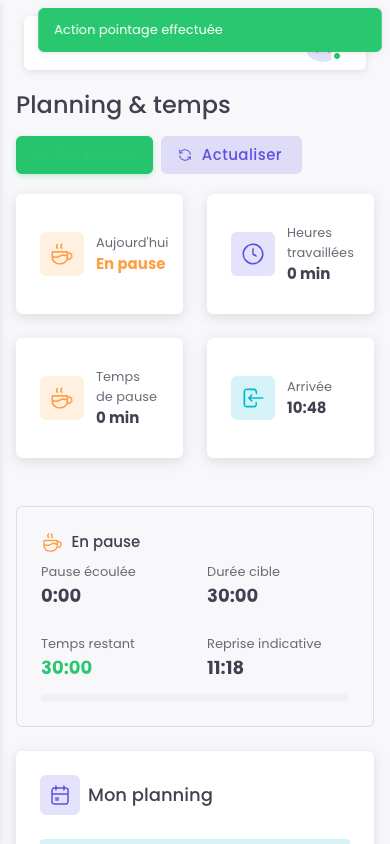 Action pointage effectuée
Planning & temps
Actualiser
Aujourd'hui
En pause
Heures
travaillées
0 min
Temps
de pause
0 min
Arrivée
10:48
En pause
Pause écoulée
0:00
Durée cible
30:00
Temps restant
30:00
Reprise indicative
11:18
Mon planning